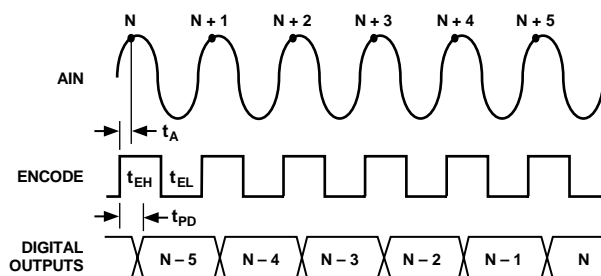 N N + 1 N + 2 N + 3 N + 4 N + 5
AIN
tA
ENCODE tEH tEL
tPD
DIGITAL OUTPUTS N – 5 N – 4 N – 3 N – 2 N – 1 N